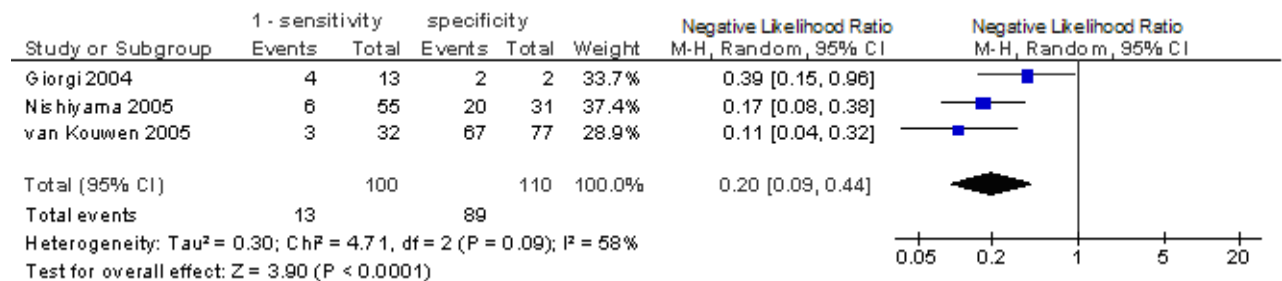 1 - sensitivity specificity Negative Likelihood Ratio Negative Likelihood Ratio
Study or Subgroup Events Total Events Total Weight M-H, Random, 95% CI M-H, Random, 95% CI
Giorgi 2004 4 13 2 2 33.7% 0.39 [0.15, 0.96]
Nishiyama 2005 6 55 20 31 37.4% 0.17 [0.08, 0.38]
van Kouwen 2005 3 32 67 77 28.9% 0.11 [0.04, 0.32]
Total (95% CI) 100 110 100.0% 0.20 [0.09, 0.44]
Total events 13 89
Heterogeneity: Tau² = 0.30; Chi² = 4.71, df = 2 (P = 0.09); I² = 58%
Test for overall effect: Z = 3.90 (P < 0.0001)
0.05 0.2 1 5 20